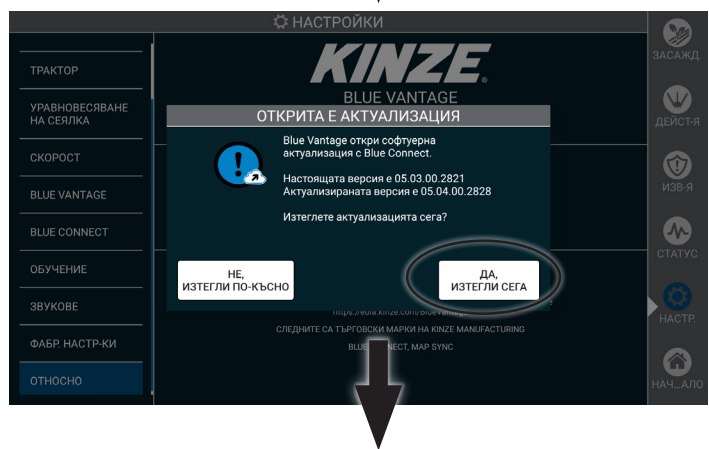 НАСТРОЙКИ
ТРАКТОР
УРАВНОВЕСЯВАНЕ
НА СЕЯЛКА
СКОРОСТ
BLUE VANTAGE
BLUE CONNECT
ОБУЧЕНИЕ
ЗВУКОВЕ
ФАБР. НАСТР-КИ
ОТНОСНО
KINZE.
BLUE VANTAGE
ОТКРИТА Е АКТУАЛИЗАЦИЯ
Blue Vantage откри софтуерна
актуализация с Blue Connect.
Настоящата версия е 05.03.00.2821
Актуализираната версия е 05.04.00.2828
Изтеглете актуализацията сега?
НЕ,
ИЗТЕГЛИ ПО-КЪСНО
ДА,
ИЗТЕГЛИ СЕГА
СЛЕДНИТЕ СА ТЪРГОВСКИ МАРКИ НА KINZE MANUFACTURING
MAP SYNC
ЗАСАЖД.
ДЕЙСТ-Я
ИЗВ-Я
СТАТУС
НАСТР.
НАЧ...АЛО